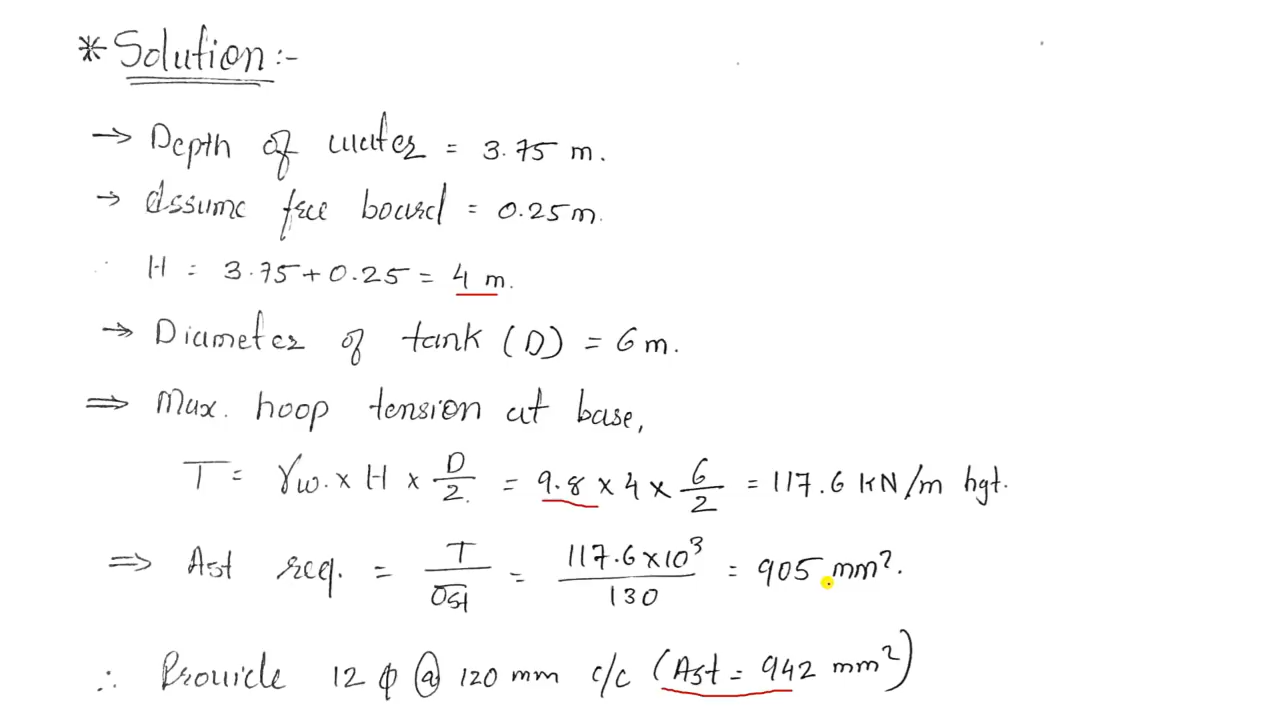 * Solution :-
→ Depth of water = 3.75 m.
→ Assume free board = 0.25 m.
∴ H = 3.75 + 0.25 = 4 m.
→ Diameter of tank (D) = 6 m.
⇒ Max. hoop tension at base,
T = γw. × H × D/2. = 9.8 × 4 × 6/2 = 117.6 kN/m hgt.
⇒ Ast req. = T/σst = 117.6 × 10³/130 = 905 mm².
∴ Provide 12 φ @ 120 mm c/c (Ast = 942 mm²)